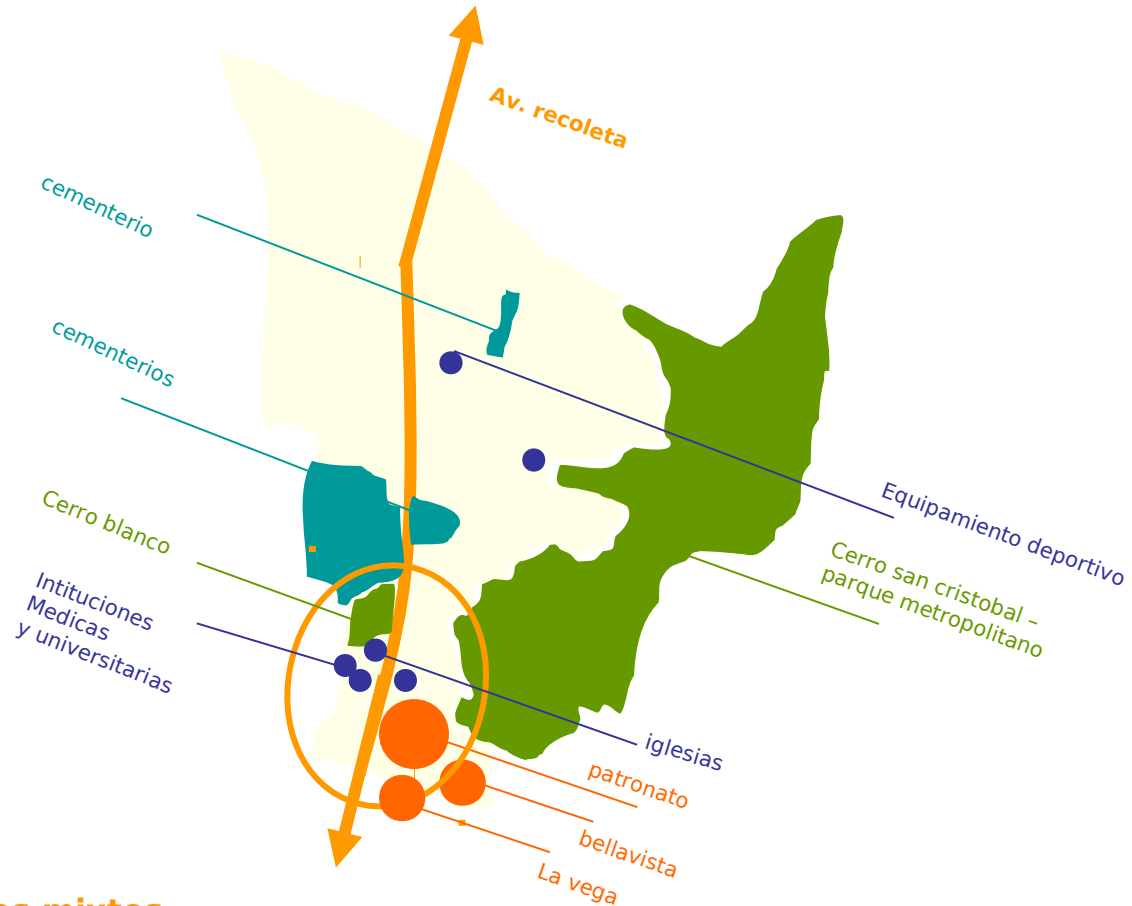 Av. recoleta
cementerio
cementerios
Cerro blanco
Intituciones
Medicas
y universitarias
Equipamiento deportivo
Cerro san cristobal –
parque metropolitano
iglesias
patronato
bellavista
La vega
mixtos